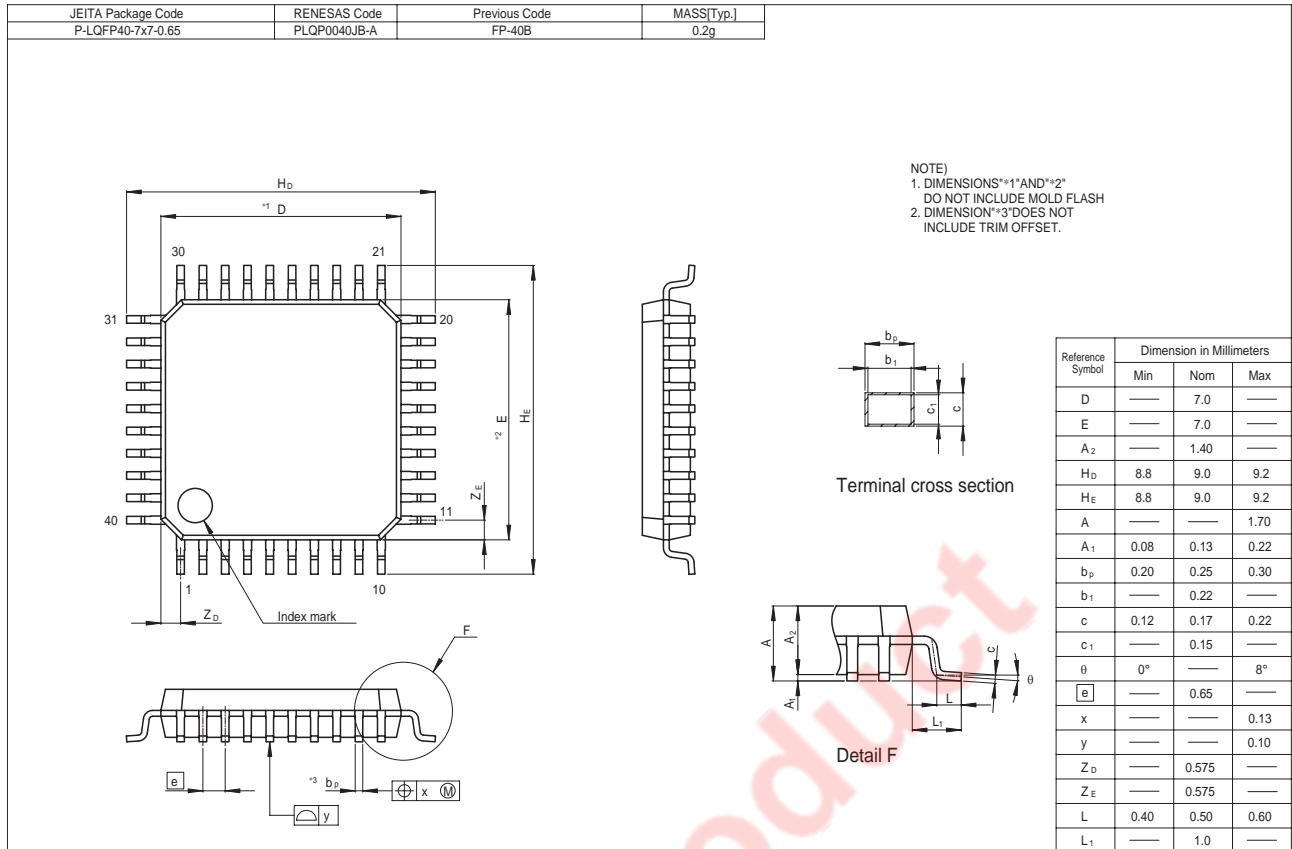 JEITA Package Code RENESAS Code Previous Code MASS[Typ.]
P-LQFP40-7x7-0.65 PLQP0040JB-A FP-40B 0.2g
NOTE)
1. DIMENSIONS"*1"AND"*2"
DO NOT INCLUDE MOLD FLASH
2. DIMENSION"*3"DOES NOT
INCLUDE TRIM OFFSET.
HD
*1 D
30 21
31 20
*2 E
HE
ZE
40 11
1 10
ZD Index mark
F
e
*3 bp
x M
y
bp
b1
c1
c
Terminal cross section
A
A2
A1
c
θ
L
L1
Detail F
Reference Symbol Dimension in Millimeters
Min Nom Max
D — 7.0 —
E — 7.0 —
A2 — 1.40 —
HD 8.8 9.0 9.2
HE 8.8 9.0 9.2
A — — 1.70
A1 0.08 0.13 0.22
bp 0.20 0.25 0.30
b1 — 0.22 —
c 0.12 0.17 0.22
c1 — 0.15 —
θ 0° — 8°
e — 0.65 —
x — — 0.13
y — — 0.10
ZD — 0.575 —
ZE — 0.575 —
L 0.40 0.50 0.60
L1 — 1.0 —
oduct